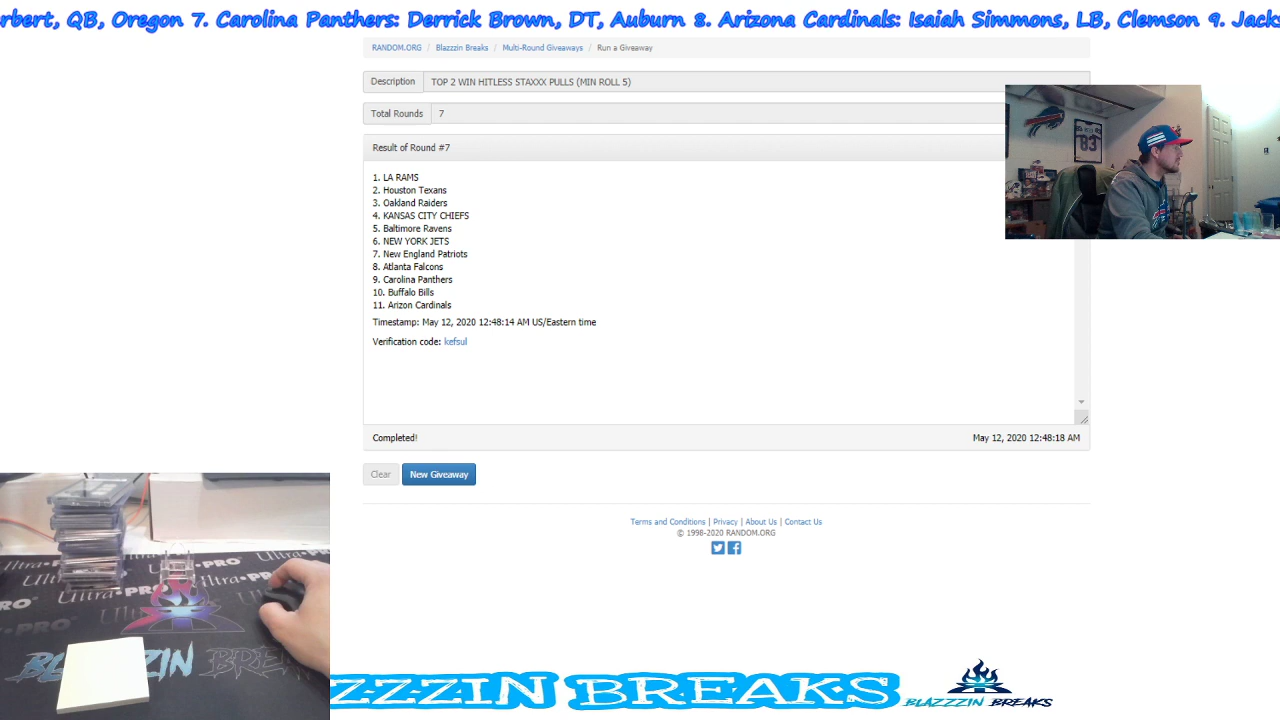 rbert, QB, Oregon 7. Carolina Panthers: Derrick Brown, DT, Auburn 8. Arizona Cardinals: Isaiah Simmons, LB, Clemson 9. Jacks
RANDOM.ORG / Blazzzin Breaks / Multi-Round Giveaways / Run a Giveaway
Description TOP 2 WIN HITLESS STAXXX PULLS (MIN ROLL 5)
Total Rounds 7
Result of Round #7
1. LA RAMS
2. Houston Texans
3. Oakland Raiders
4. KANSAS CITY CHIEFS
5. Baltimore Ravens
6. NEW YORK JETS
7. New England Patriots
8. Atlanta Falcons
9. Carolina Panthers
10. Buffalo Bills
11. Arizon Cardinals
Timestamp: May 12, 2020 12:48:14 AM US/Eastern time
Verification code: kefsul
83
Completed! May 12, 2020 12:48:18 AM
Clear New Giveaway
Terms and Conditions | Privacy | About Us | Contact Us
© 1998-2020 RANDOM.ORG
Ultra PRO
ZZZIN BREAKS
BLAZZZIN BREAKS